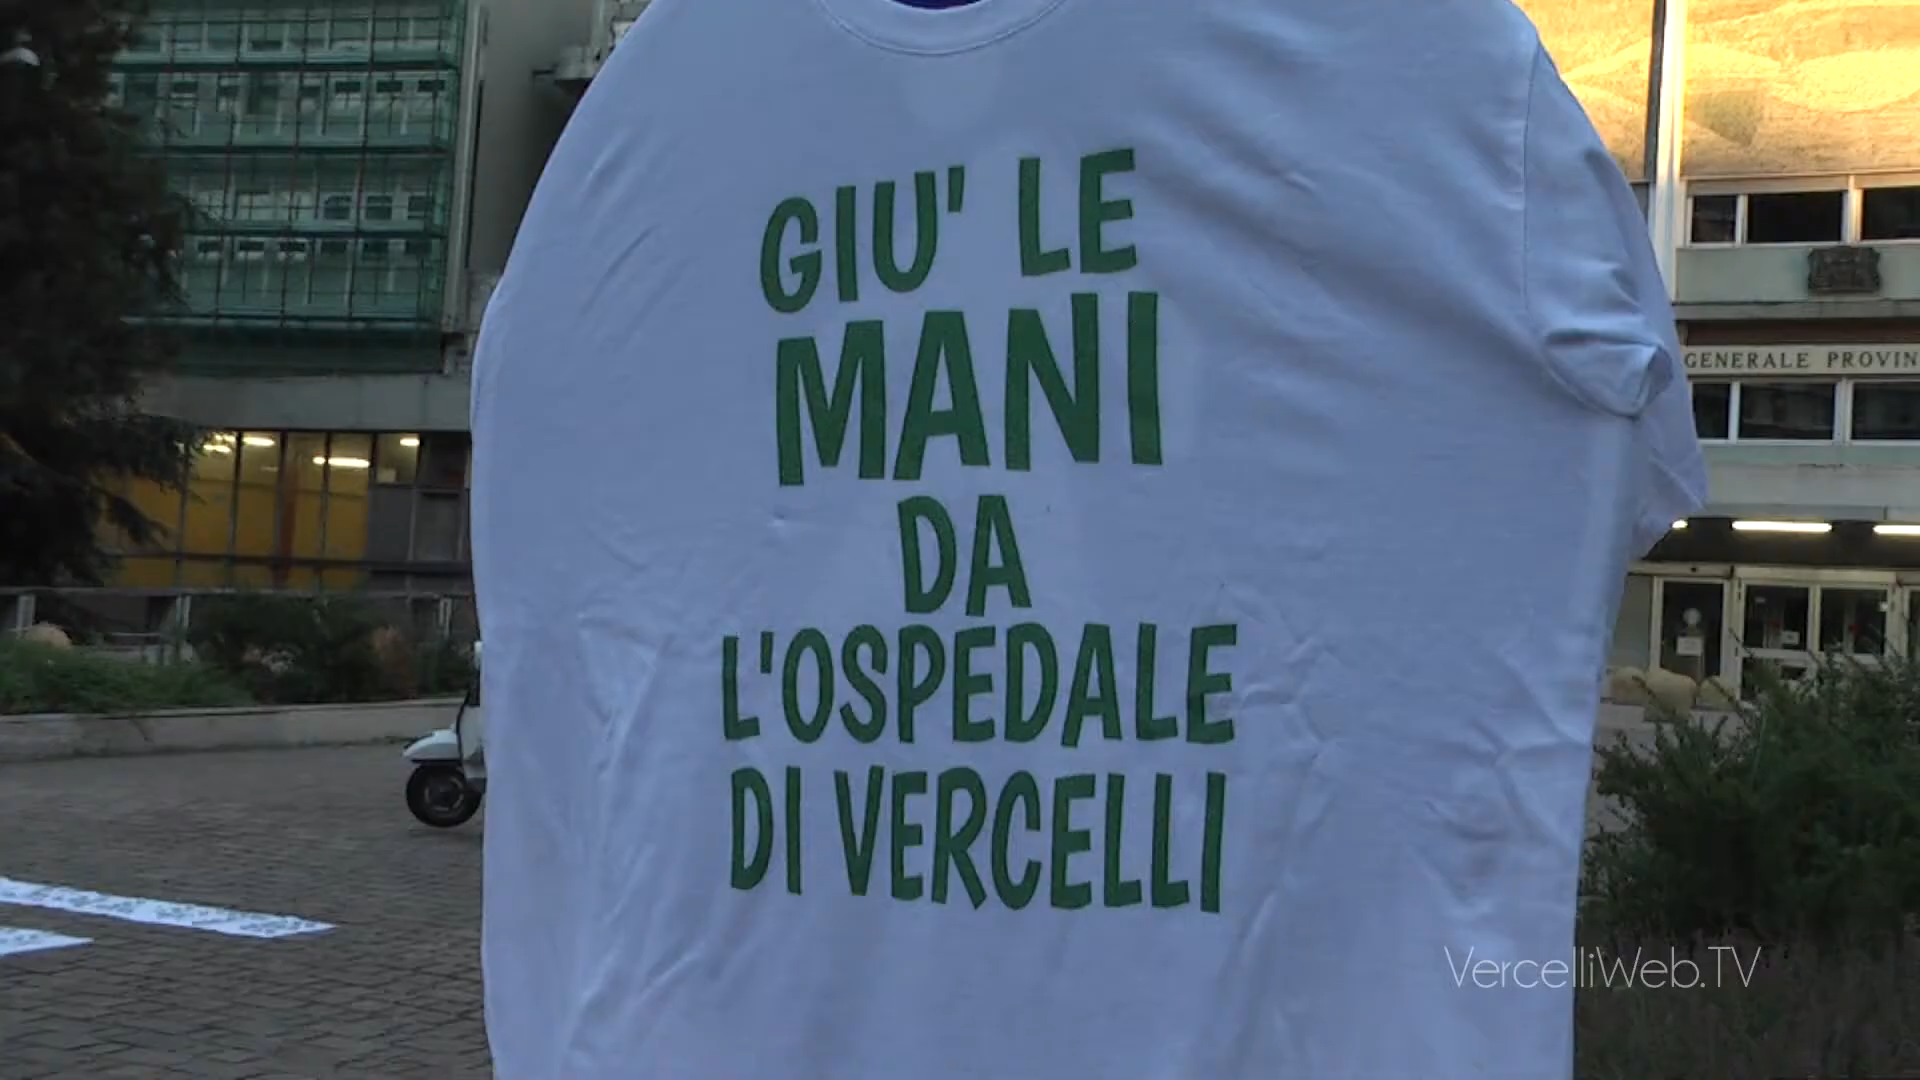 GIU' LE
MANI
DA
L'OSPEDALE
DI VERCELLI
GENERALE PROVIN
VercelliWeb.TV